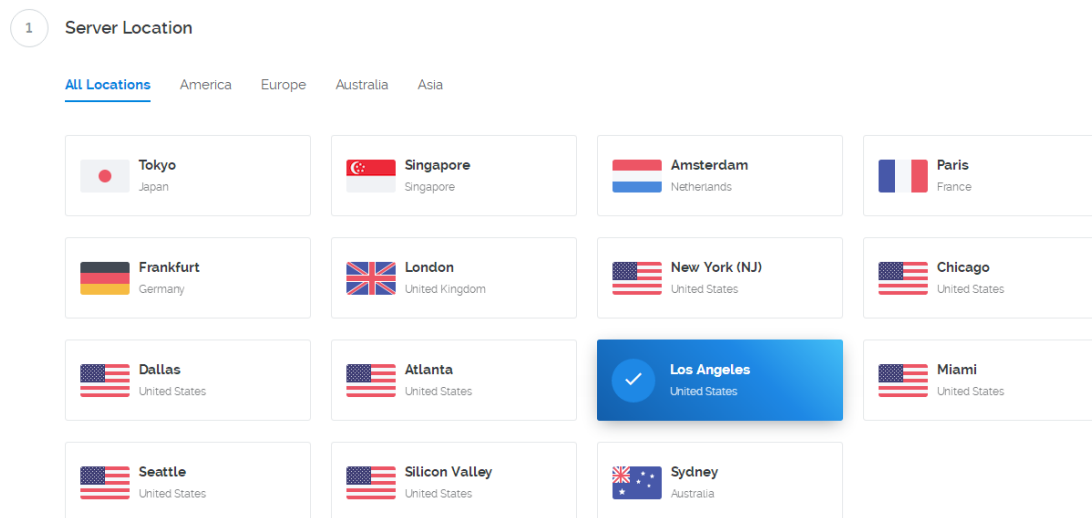 1 Server Location
All Locations America Europe Australia Asia
Tokyo
Japan
Singapore
Singapore
Amsterdam
Netherlands
Paris
France
Frankfurt
Germany
London
United Kingdom
New York (NJ)
United States
Chicago
United States
Dallas
United States
Atlanta
United States
Los Angeles
United States
Miami
United States
Seattle
United States
Silicon Valley
United States
Sydney
Australia